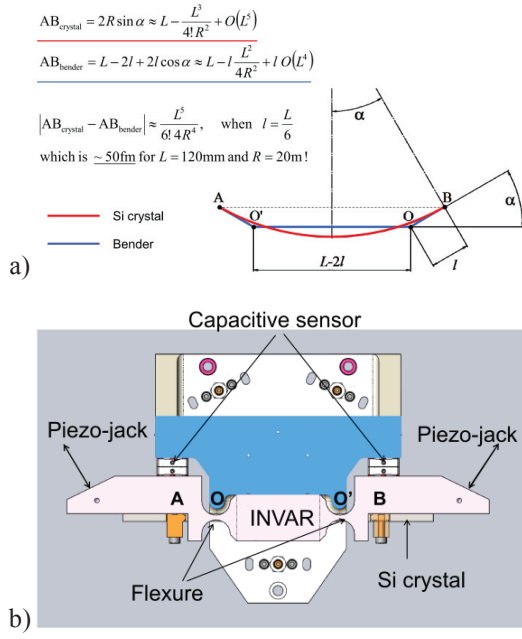 AB_crystal = 2R sin α ≈ L − L³/(4!R²) + O(L⁵)
AB_bender = L − 2l + 2l cos α ≈ L − l L²/(4R²) + l O(L⁴)
|AB_crystal − AB_bender| ≈ L⁵/(6!4R⁴), when l = L/6
which is ~ 50fm for L = 120mm and R = 20m!
α
A
B
O'
O
α
Si crystal
Bender
L-2l
l
a)
Capacitive sensor
Piezo-jack
Piezo-jack
A
O
O'
B
INVAR
Flexure
Si crystal
b)